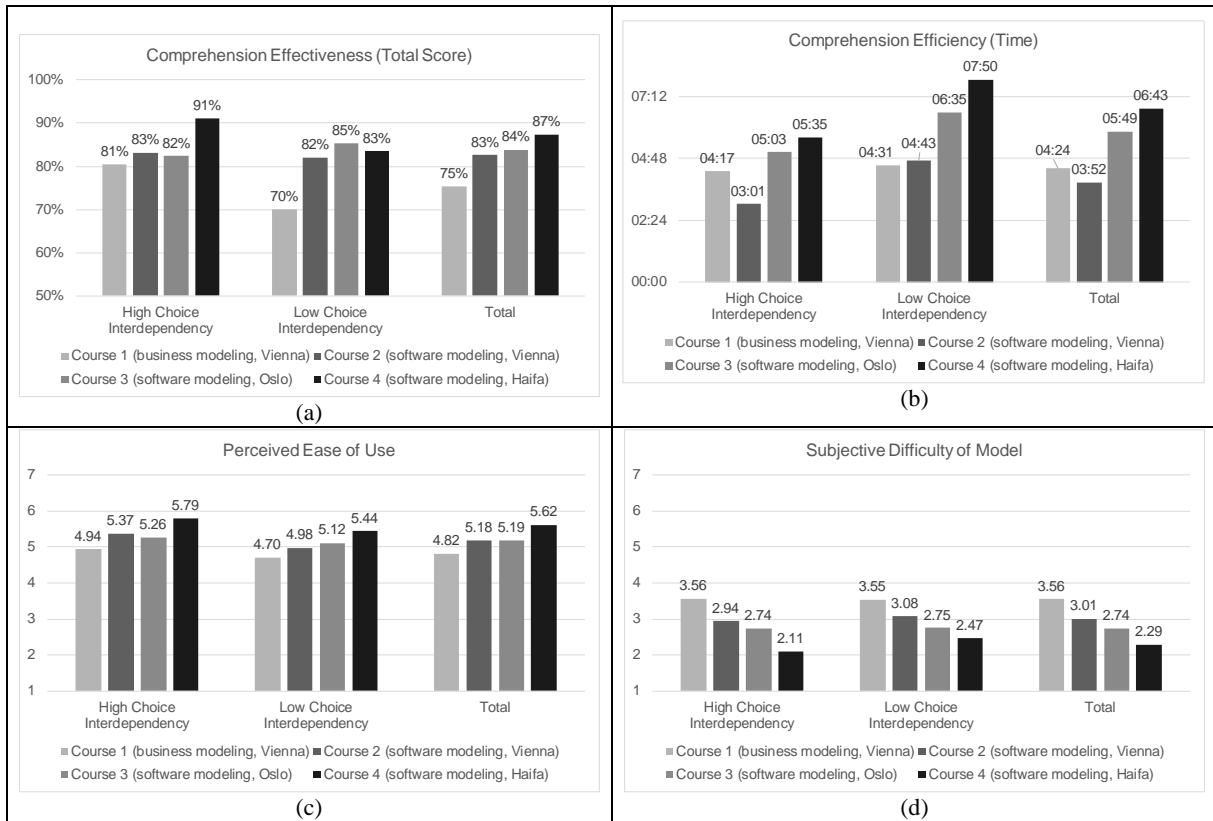 Comprehension Effectiveness (Total Score)
100%
90%
80%
70%
60%
50%
81%
83%
82%
91%
70%
82%
85%
83%
75%
83%
84%
87%
High Choice
Interdependency
Low Choice
Interdependency
Total
Course 1 (business modeling, Vienna)
Course 2 (software modeling, Vienna)
Course 3 (software modeling, Oslo)
Course 4 (software modeling, Haifa)
(a)
Comprehension Efficiency (Time)
07:12
04:48
02:24
00:00
04:17
03:01
05:03
05:35
04:31
04:43
06:35
07:50
04:24
03:52
05:49
06:43
High Choice
Interdependency
Low Choice
Interdependency
Total
Course 1 (business modeling, Vienna)
Course 2 (software modeling, Vienna)
Course 3 (software modeling, Oslo)
Course 4 (software modeling, Haifa)
(b)
Perceived Ease of Use
7
6
5
4
3
2
1
4.94
5.37
5.26
5.79
4.70
4.98
5.12
5.44
4.82
5.18
5.19
5.62
High Choice
Interdependency
Low Choice
Interdependency
Total
Course 1 (business modeling, Vienna)
Course 2 (software modeling, Vienna)
Course 3 (software modeling, Oslo)
Course 4 (software modeling, Haifa)
(c)
Subjective Difficulty of Model
7
6
5
4
3
2
1
3.56
2.94
2.74
2.11
3.55
3.08
2.75
2.47
3.56
3.01
2.74
2.29
High Choice
Interdependency
Low Choice
Interdependency
Total
Course 1 (business modeling, Vienna)
Course 2 (software modeling, Vienna)
Course 3 (software modeling, Oslo)
Course 4 (software modeling, Haifa)
(d)